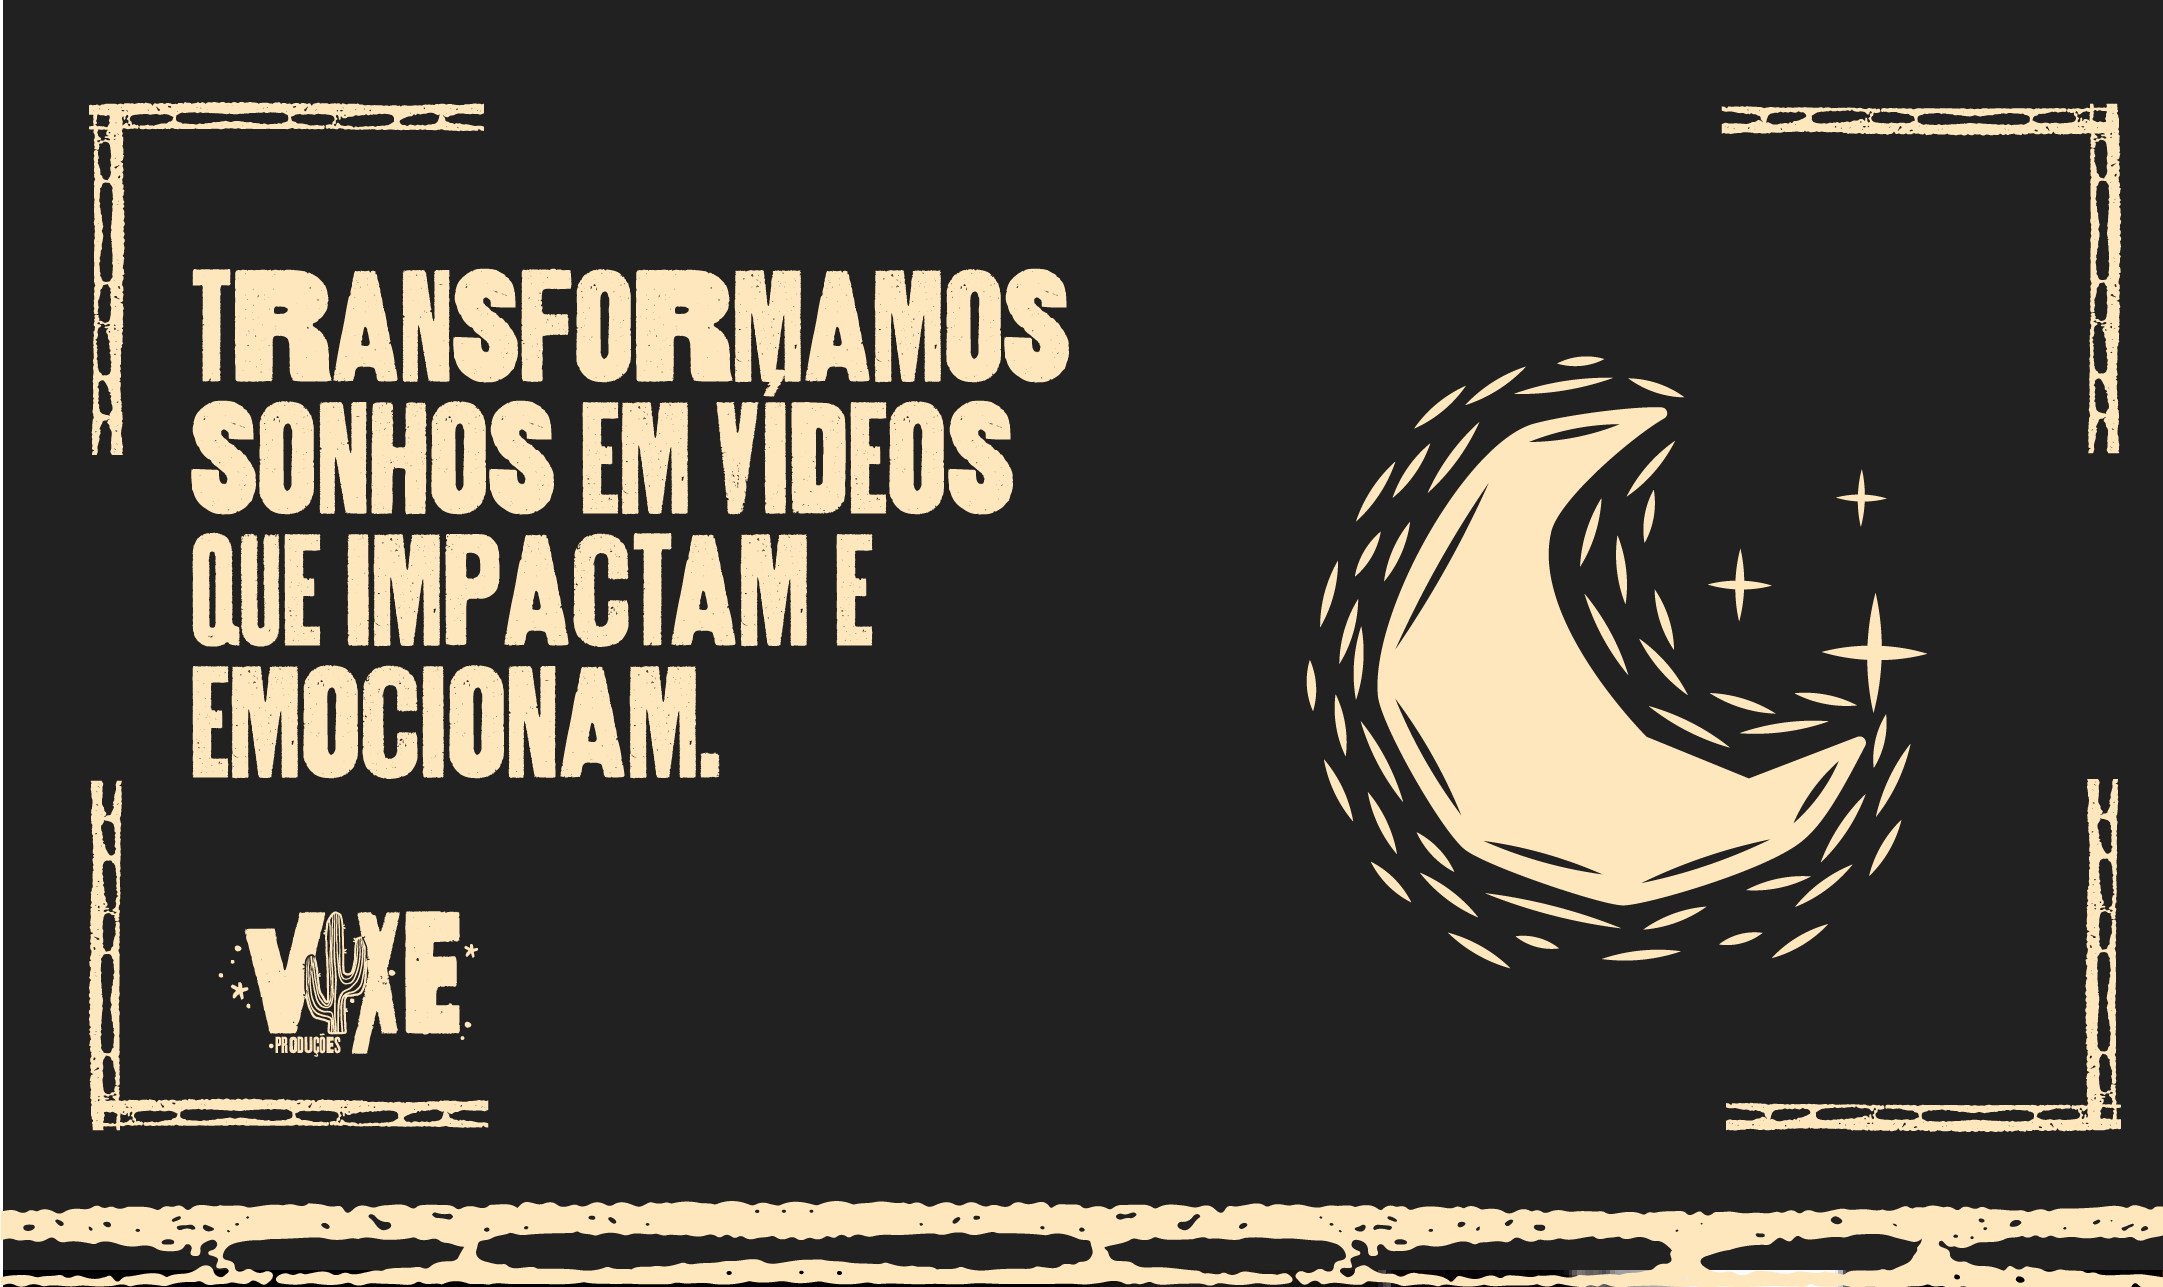 TRANSFORMAMOS
SONHOS EM VÍDEOS
QUE IMPACTAM E
EMOCIONAM.
VIXE
PRODUÇÕES